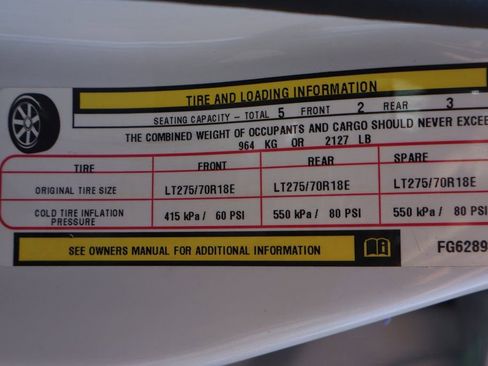 TIRE AND LOADING INFORMATION
SEATING CAPACITY - TOTAL 5 FRONT 2 REAR 3
THE COMBINED WEIGHT OF OCCUPANTS AND CARGO SHOULD NEVER EXCEE
964 KG OR 2127 LB
TIRE FRONT REAR SPARE
ORIGINAL TIRE SIZE LT275/70R18E LT275/70R18E LT275/70R18E
COLD TIRE INFLATION PRESSURE 415 kPa / 60 PSI 550 kPa / 80 PSI 550 kPa / 80 PSI
SEE OWNERS MANUAL FOR ADDITIONAL INFORMATION FG6289